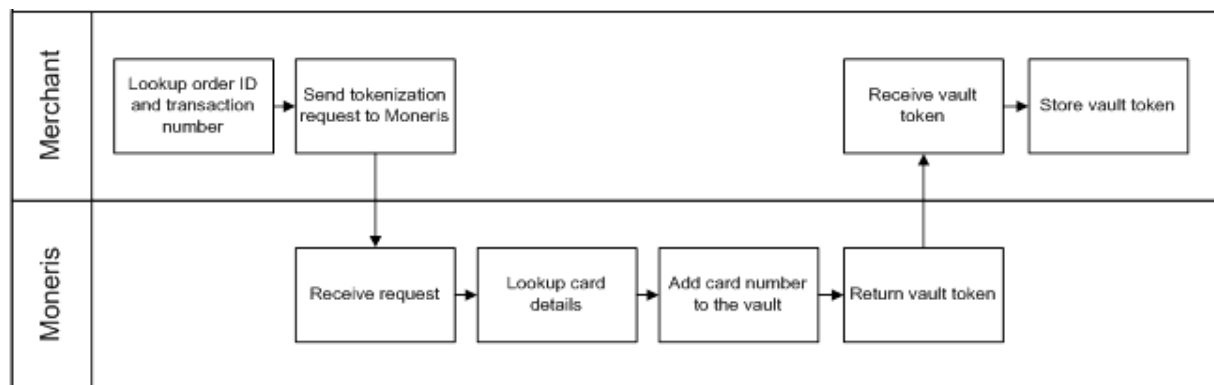 Merchant
Lookup order ID
and transaction
number
Send tokenization
request to Moneris
Receive vault
token
Store vault token
Moneris
Receive request
Lookup card
details
Add card number
to the vault
Return vault token